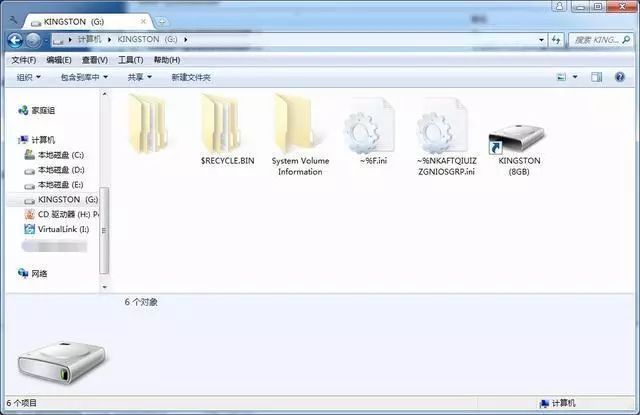 KINGSTON (G:)
计算机 ▸ KINGSTON (G:) ▸
搜索 KING...
文件(F) 编辑(E) 查看(V) 工具(T) 帮助(H)
组织 包含到库中 共享 新建文件夹
家庭组
计算机
本地磁盘 (C:)
本地磁盘 (D:)
本地磁盘 (E:)
KINGSTON (G:)
CD 驱动器 (H:) P
VirtualLink (I:)
网络
$RECYCLE.BIN
System Volume
Information
~%F.ini
~%NKAFTQIUIZ
ZGNIOSGRP.ini
KINGSTON
(8GB)
6 个对象
6 个项目
计算机